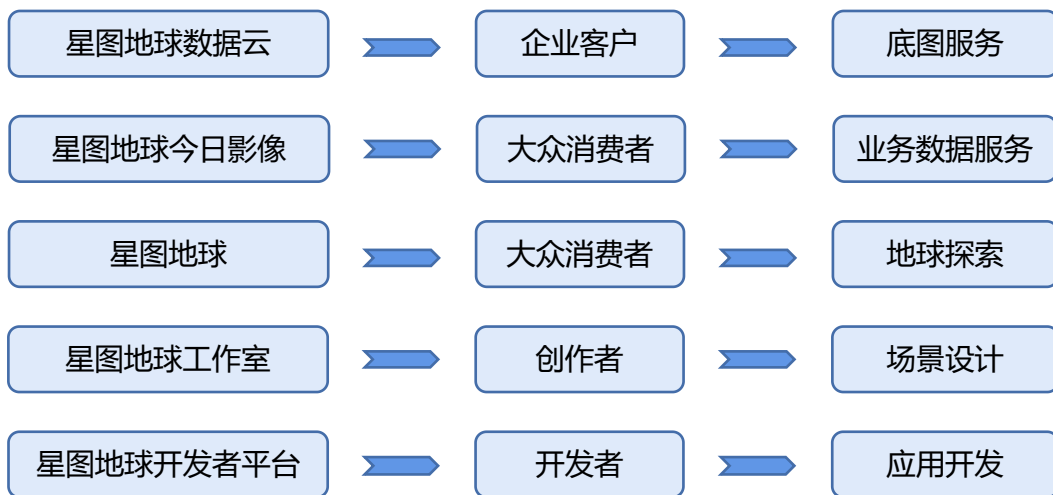 星图地球数据云
企业客户
底图服务
星图地球今日影像
大众消费者
业务数据服务
星图地球
大众消费者
地球探索
星图地球工作室
创作者
场景设计
星图地球开发者平台
开发者
应用开发